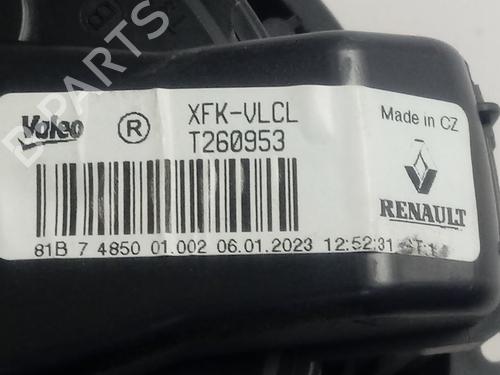 B-PARTS
Valeo
®
XFK-VLCL
T260953
Made in CZ
RENAULT
81B 7 4850 01.002 06.01.2023 12:52:31